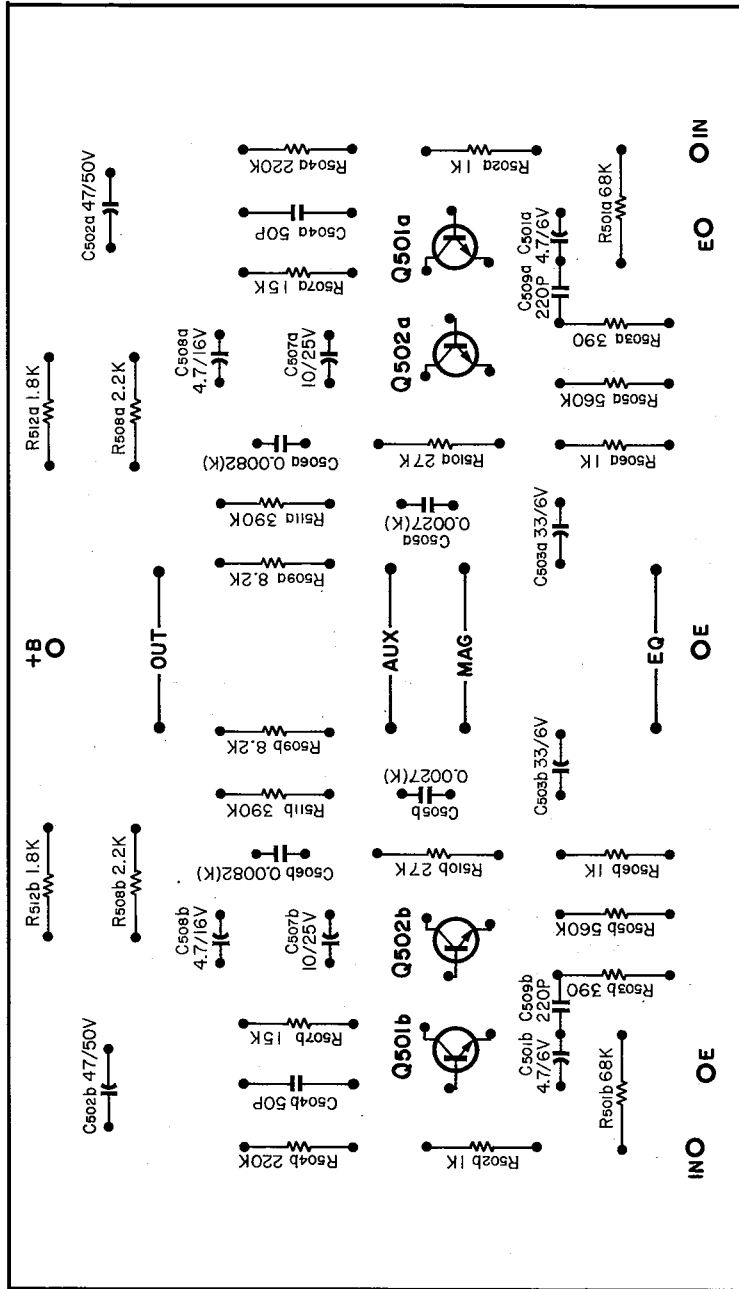 C502a 47/50V
R504a 220K
C504a 50P
R507a 15K
R502a 1K
Q501a
C501a 4.7/6V
R501a 68K
IN
E
R512a 1.8K
R508a 2.2K
C508a 4.7/16V
C507a 10/25V
Q502a
C509a 220P
R503a 390
R505a 560K
C506a 0.0082(K)
R510a 27K
R506a 1K
R511a 390K
C505a 0.0027(K)
C503a 33/6V
R509a 8.2K
+B
OUT
AUX
MAG
EQ
E
R509b 8.2K
R511b 390K
C505b 0.0027(K)
C503b 33/6V
R512b 1.8K
R508b 2.2K
C506b 0.0082(K)
R510b 27K
R506b 1K
C508b 4.7/16V
C507b 10/25V
Q502b
R505b 560K
C509b 220P
R503b 390
C502b 47/50V
R507b 15K
C504b 50P
Q501b
C501b 4.7/6V
R501b 68K
E
R504b 220K
R502b 1K
IN